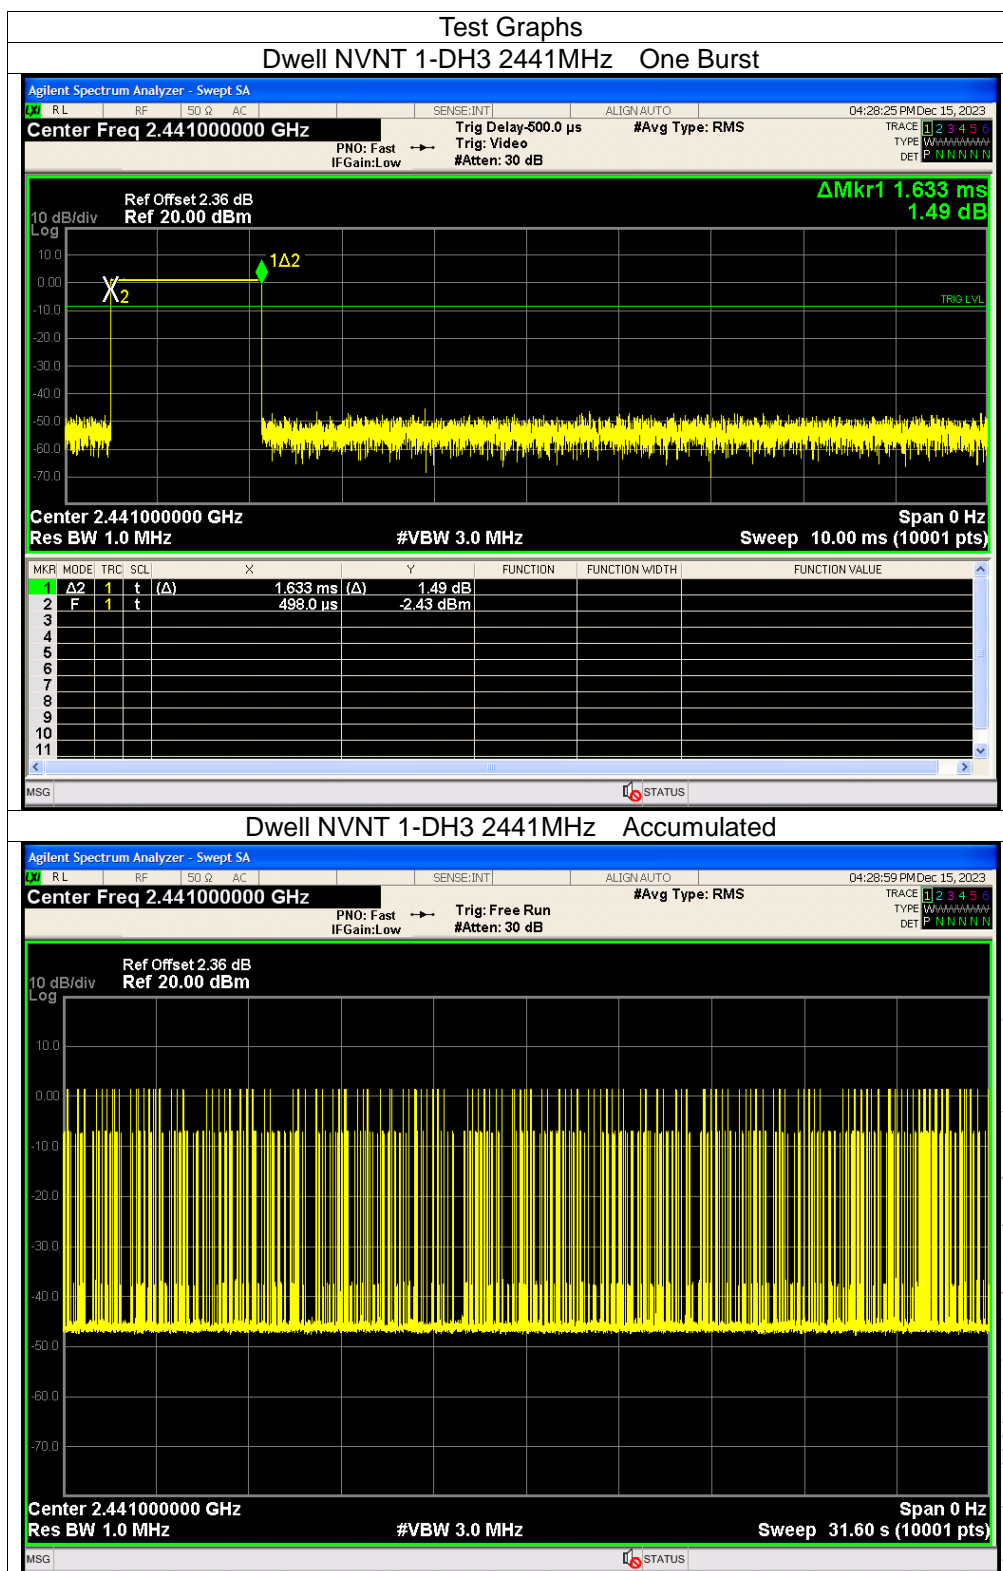 Test Graphs
Dwell NVNT 1-DH3 2441MHz One Burst
Agilent Spectrum Analyzer - Swept SA
LXI RL RF 50 Ω AC SENSE:INT ALIGN AUTO 04:28:25 PM Dec 15, 2023
Center Freq 2.441000000 GHz Trig Delay-500.0 µs #Avg Type: RMS TRACE 1 2 3 4 5 6
PNO: Fast Trig: Video TYPE WWWWWW
IFGain:Low #Atten: 30 dB DET P N N N N N
ΔMkr1 1.633 ms
Ref Offset 2.36 dB
10 dB/div Ref 20.00 dBm 1.49 dB
Log
10.0
1Δ2
0.00
2
TRIG LVL
-10.0
-20.0
-30.0
-40.0
-50.0
-60.0
-70.0
Center 2.441000000 GHz Span 0 Hz
Res BW 1.0 MHz #VBW 3.0 MHz Sweep 10.00 ms (10001 pts)
MKR MODE TRC SCL X Y FUNCTION FUNCTION WIDTH FUNCTION VALUE
1 Δ2 1 t (Δ) 1.633 ms (Δ) 1.49 dB
2 F 1 t 498.0 µs -2.43 dBm
3
4
5
6
7
8
9
10
11
MSG STATUS
Dwell NVNT 1-DH3 2441MHz Accumulated
Agilent Spectrum Analyzer - Swept SA
LXI RL RF 50 Ω AC SENSE:INT ALIGN AUTO 04:28:59 PM Dec 15, 2023
Center Freq 2.441000000 GHz #Avg Type: RMS TRACE 1 2 3 4 5 6
PNO: Fast Trig: Free Run TYPE WWWWWW
IFGain:Low #Atten: 30 dB DET P N N N N N
Ref Offset 2.36 dB
10 dB/div Ref 20.00 dBm
Log
10.0
0.00
-10.0
-20.0
-30.0
-40.0
-50.0
-60.0
-70.0
Center 2.441000000 GHz Span 0 Hz
Res BW 1.0 MHz #VBW 3.0 MHz Sweep 31.60 s (10001 pts)
MSG STATUS